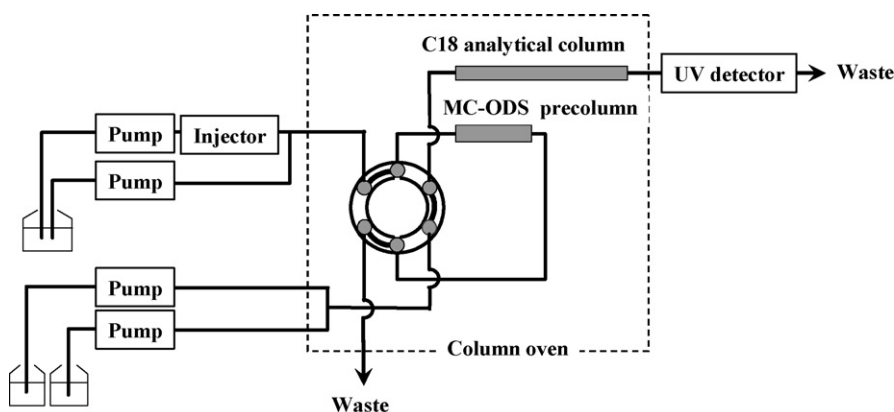 C18 analytical column
UV detector
Waste
MC-ODS precolumn
Pump
Injector
Pump
Pump
Pump
Column oven
Waste